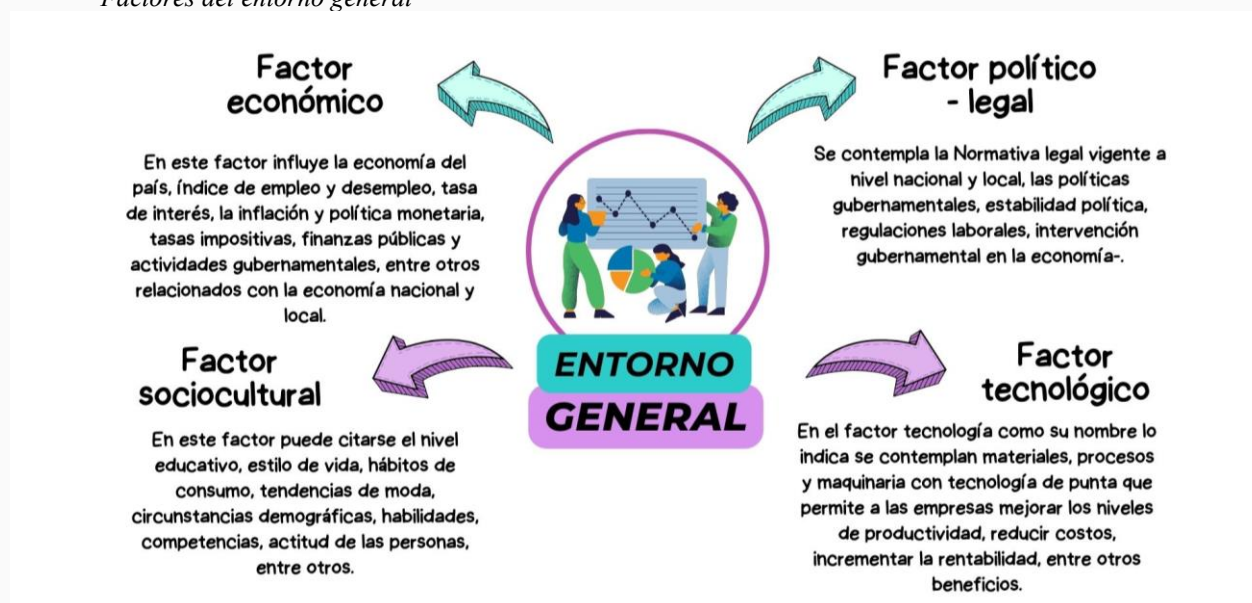 Factores del entorno general
Factor
económico
En este factor influye la economía del
país, índice de empleo y desempleo, tasa
de interés, la inflación y política monetaria,
tasas impositivas, finanzas públicas y
actividades gubernamentales, entre otros
relacionados con la economía nacional y
local.
Factor político
- legal
Se contempla la Normativa legal vigente a
nivel nacional y local, las políticas
gubernamentales, estabilidad política,
regulaciones laborales, intervención
gubernamental en la economía-.
ENTORNO
GENERAL
Factor
sociocultural
En este factor puede citarse el nivel
educativo, estilo de vida, hábitos de
consumo, tendencias de moda,
circunstancias demográficas, habilidades,
competencias, actitud de las personas,
entre otros.
Factor
tecnológico
En el factor tecnología como su nombre lo
indica se contemplan materiales, procesos
y maquinaria con tecnología de punta que
permite a las empresas mejorar los niveles
de productividad, reducir costos,
incrementar la rentabilidad, entre otros
beneficios.